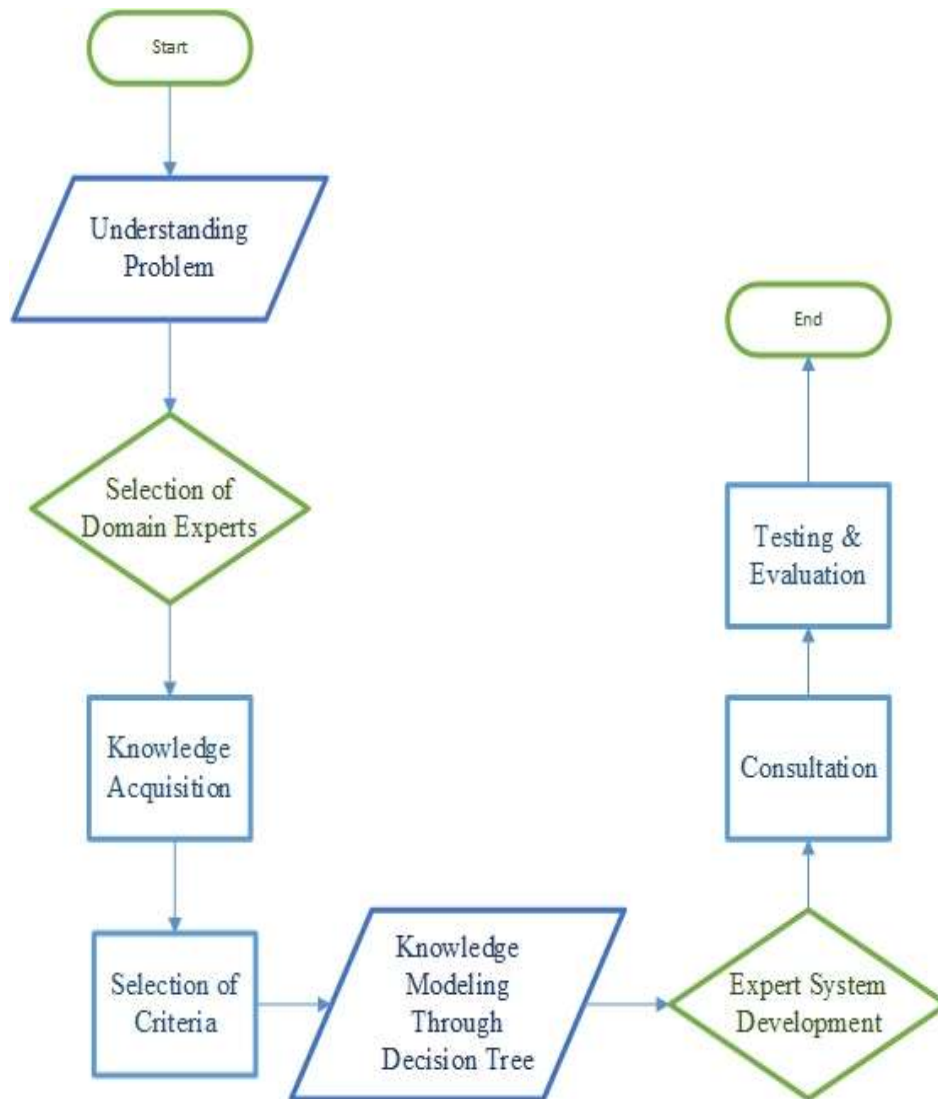 Start
Understanding
Problem
Selection of
Domain Experts
Knowledge
Acquisition
Selection of
Criteria
Knowledge
Modeling
Through
Decision Tree
Expert System
Development
Consultation
Testing &
Evaluation
End